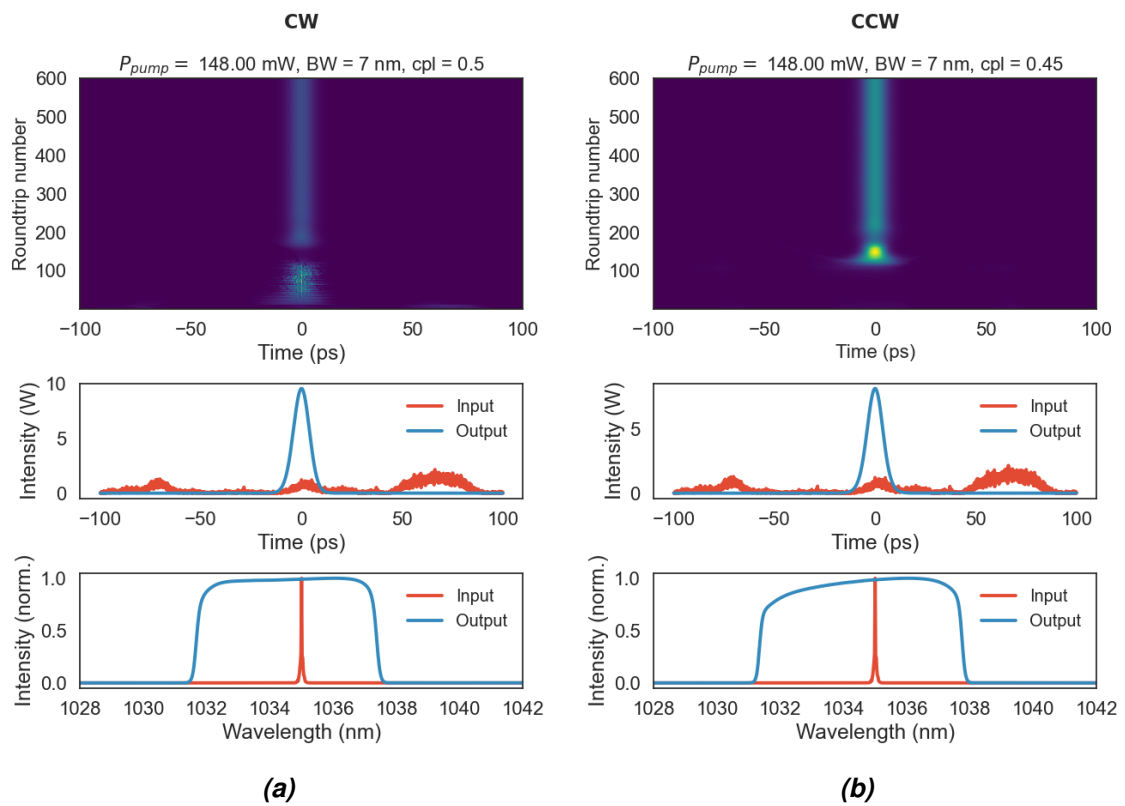 CW
P_pump = 148.00 mW, BW = 7 nm, cpl = 0.5
600
500
400
300
200
100
Roundtrip number
−100 −50 0 50 100
Time (ps)
10
5
0
Intensity (W)
Input
Output
−100 −50 0 50 100
Time (ps)
1.0
0.5
0.0
Intensity (norm.)
Input
Output
1028 1030 1032 1034 1036 1038 1040 1042
Wavelength (nm)
(a)
CCW
P_pump = 148.00 mW, BW = 7 nm, cpl = 0.45
600
500
400
300
200
100
Roundtrip number
−100 −50 0 50 100
Time (ps)
5
0
Intensity (W)
Input
Output
−100 −50 0 50 100
Time (ps)
1.0
0.5
0.0
Intensity (norm.)
Input
Output
1028 1030 1032 1034 1036 1038 1040 1042
Wavelength (nm)
(b)